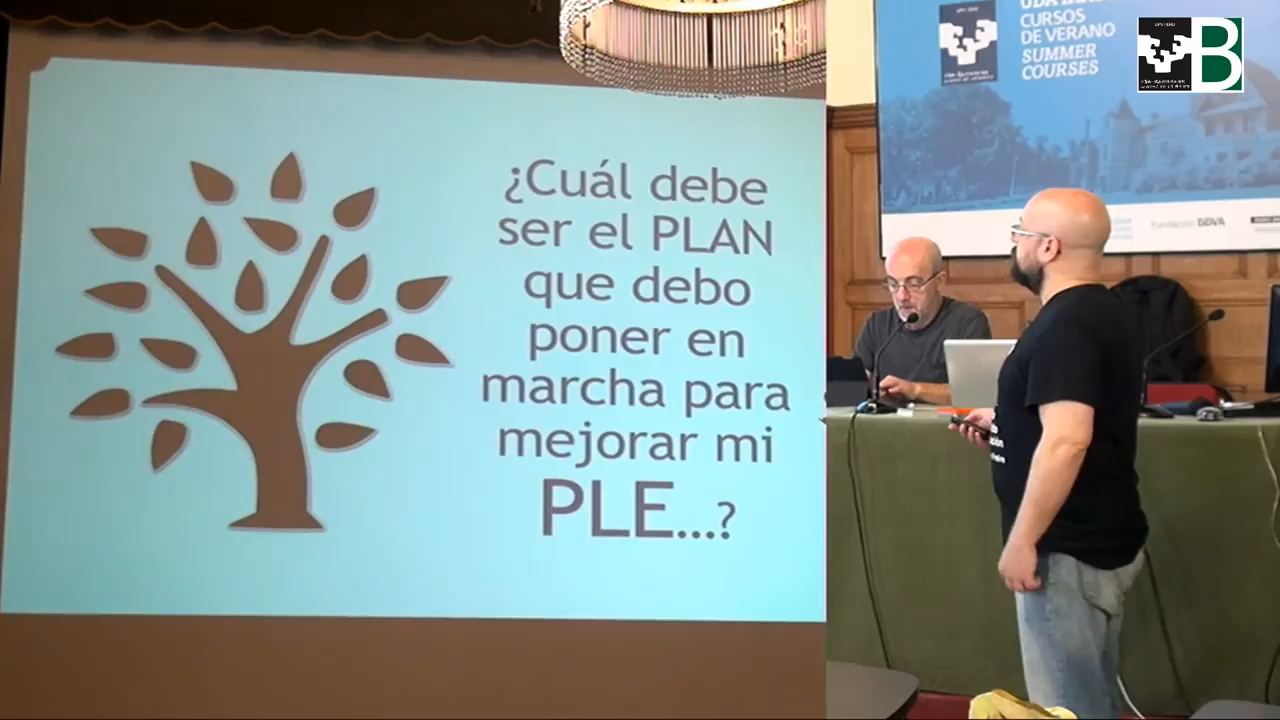 ¿Cuál debe
ser el PLAN
que debo
poner en
marcha para
mejorar mi
PLE...?
CURSOS
DE VERANO
SUMMER
COURSES
Fundación BBVA
B